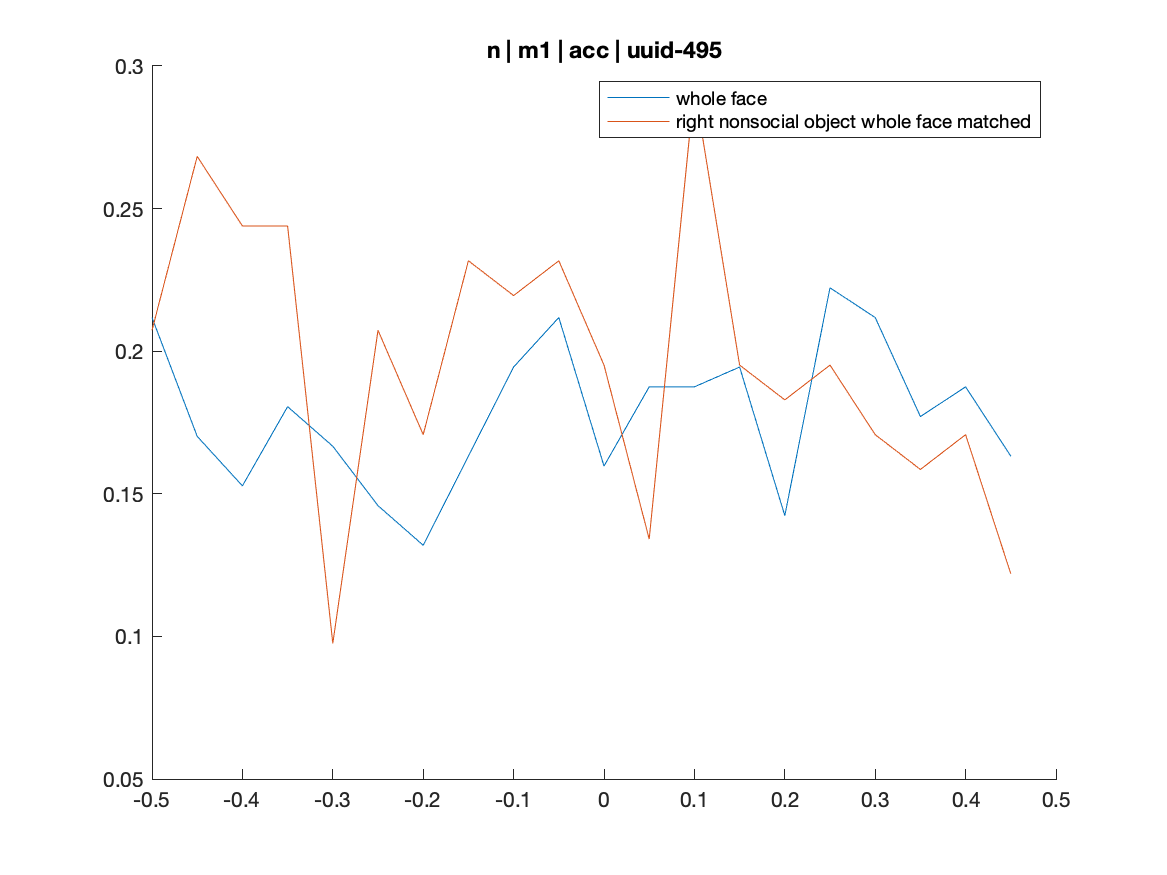 n | m1 | acc | uuid-495
0.3
whole face
right nonsocial object whole face matched
0.25
0.2
0.15
0.1
0.05
-0.5 -0.4 -0.3 -0.2 -0.1 0 0.1 0.2 0.3 0.4 0.5